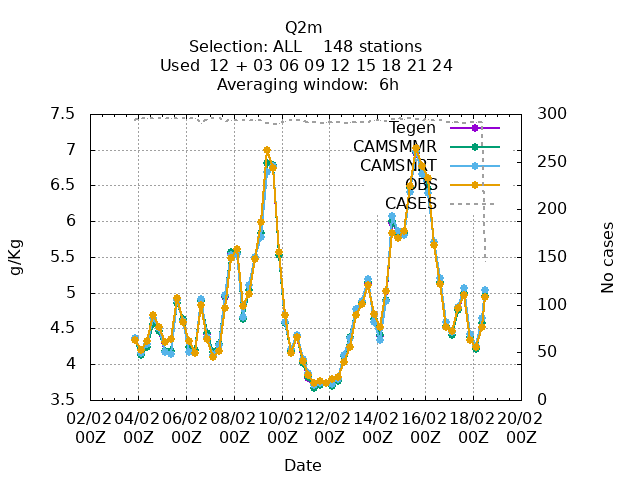 Q2m
Selection: ALL    148 stations
Used  12 + 03 06 09 12 15 18 21 24
Averaging window:  6h
7.5
7
6.5
6
5.5
5
4.5
4
3.5
g/Kg
300
250
200
150
100
50
0
No cases
Tegen
CAMSMMR
CAMSNRT
OBS
CASES
02/02 04/02 06/02 08/02 10/02 12/02 14/02 16/02 18/02 20/02
00Z 00Z 00Z 00Z 00Z 00Z 00Z 00Z 00Z 00Z
Date